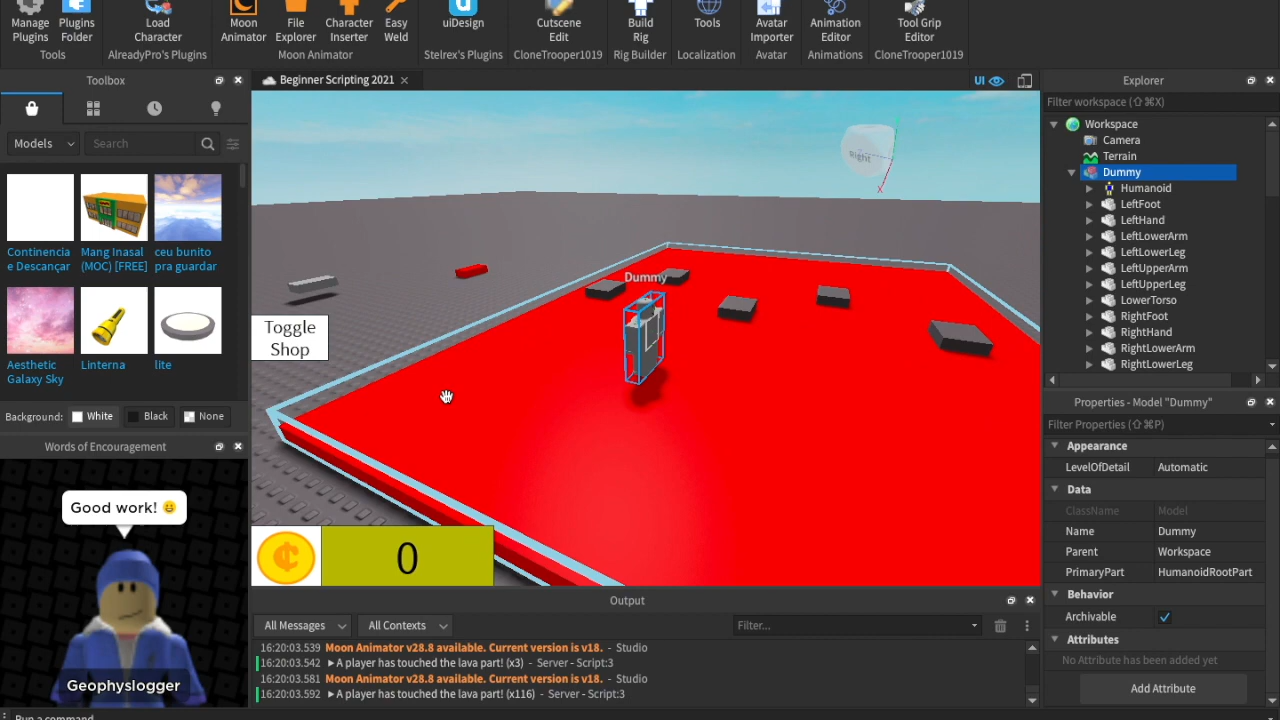 Manage Plugins
Plugins Folder
Load Character
Moon Animator
File Explorer
Character Inserter
Easy Weld
uiDesign
Cutscene Edit
Build Rig
Tools
Avatar Importer
Animation Editor
Tool Grip Editor
Tools
AlreadyPro's Plugins
Moon Animator
Stelrex's Plugins
CloneTrooper1019
Rig Builder
Localization
Avatar
Animations
CloneTrooper1019
Toolbox
Models
Search
Continencia e Descançar
Mang Inasal (MOC) [FREE]
ceu bunito pra guardar
Aesthetic Galaxy Sky
Linterna
lite
Background: White Black None
Words of Encouragement
Good work! 🙂
Geophyslogger
Beginner Scripting 2021
UI
Right
X
Dummy
Toggle
Shop
¢
0
Output
All Messages
All Contexts
Filter...
16:20:03.539 Moon Animator v28.8 available. Current version is v18. - Studio
16:20:03.542 ▶ A player has touched the lava part! (x3) - Server - Script:3
16:20:03.581 Moon Animator v28.8 available. Current version is v18. - Studio
16:20:03.592 ▶ A player has touched the lava part! (x116) - Server - Script:3
Run a command
Explorer
Filter workspace (⇧⌘X)
Workspace
Camera
Terrain
Dummy
Humanoid
LeftFoot
LeftHand
LeftLowerArm
LeftLowerLeg
LeftUpperArm
LeftUpperLeg
LowerTorso
RightFoot
RightHand
RightLowerArm
RightLowerLeg
Properties - Model "Dummy"
Filter Properties (⇧⌘P)
Appearance
LevelOfDetail Automatic
Data
ClassName Model
Name Dummy
Parent Workspace
PrimaryPart HumanoidRootPart
Behavior
Archivable
Attributes
No Attribute has been added yet
Add Attribute